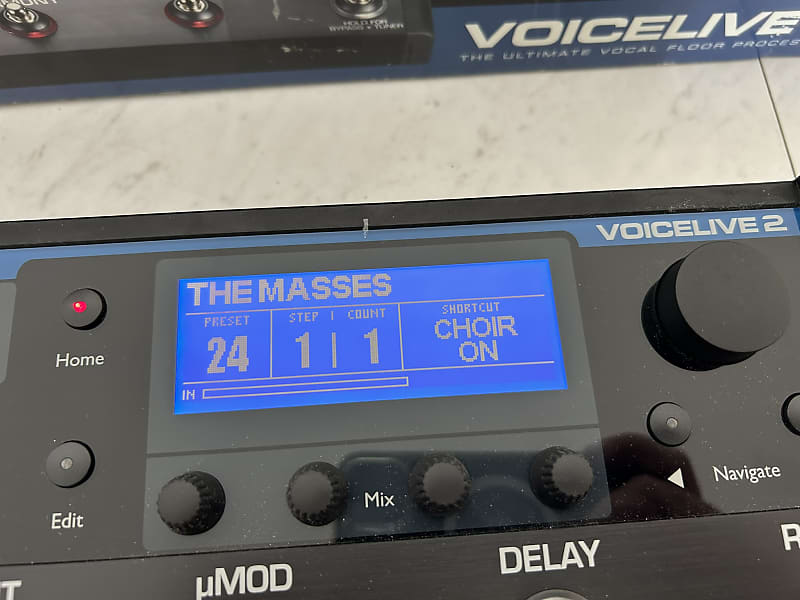 HOLD FOR
BYPASS + TUNER
VOICELIVE 2
THE ULTIMATE VOCAL FLOOR
VOICELIVE 2
THE MASSES
PRESET
STEP | COUNT
SHORTCUT
24
1 | 1
CHOIR
ON
IN
Home
Edit
Mix
Navigate
µMOD
DELAY